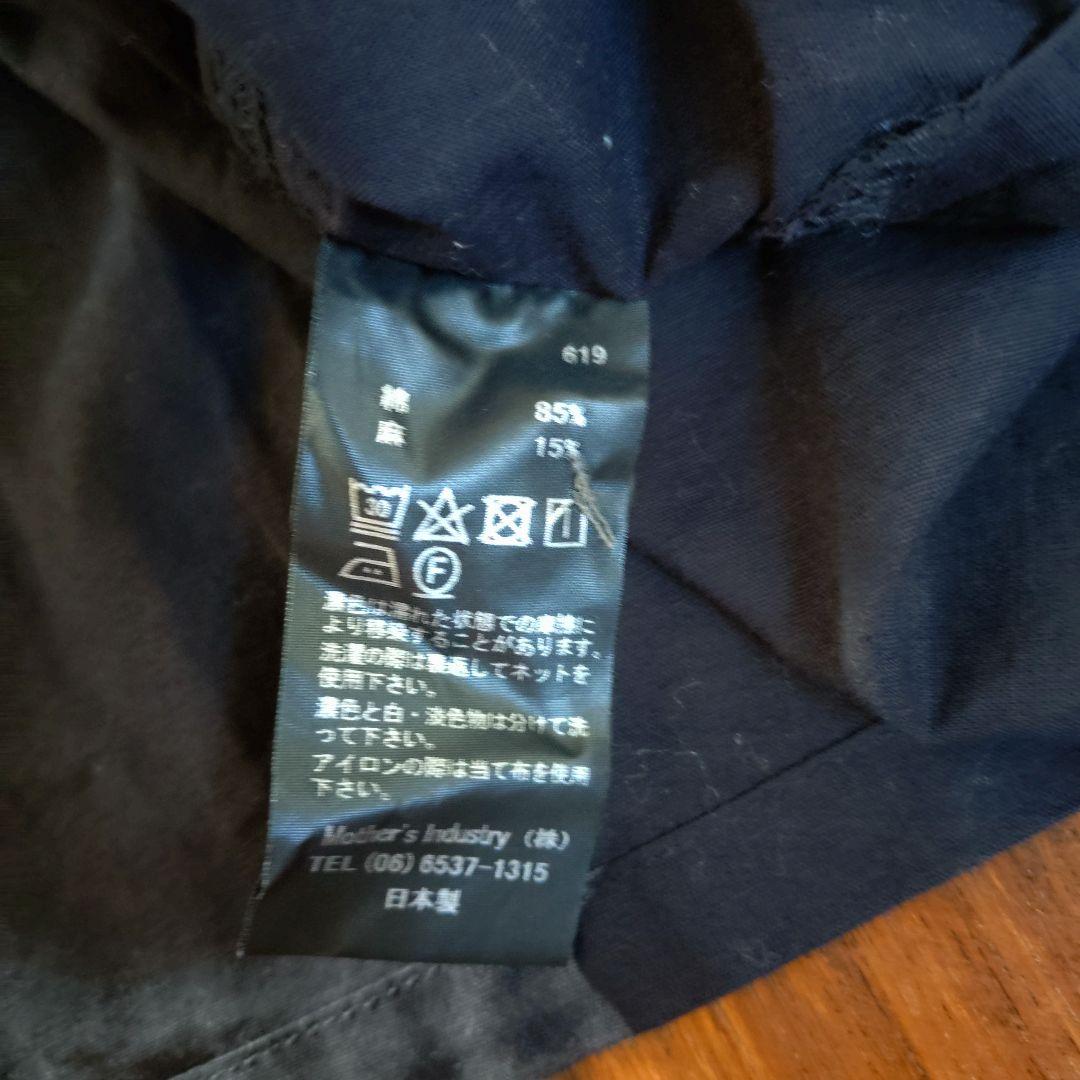 619
綿 85%
麻 15%
30
F
濃色は濡れた状態での摩擦に
より移染することがあります。
洗濯の際は裏返してネットを
使用下さい。
濃色と白・淡色物は分けて洗
って下さい。
アイロンの際は当て布を使用
下さい。
Mother's Industry (株)
TEL (06) 6537-1315
日本製